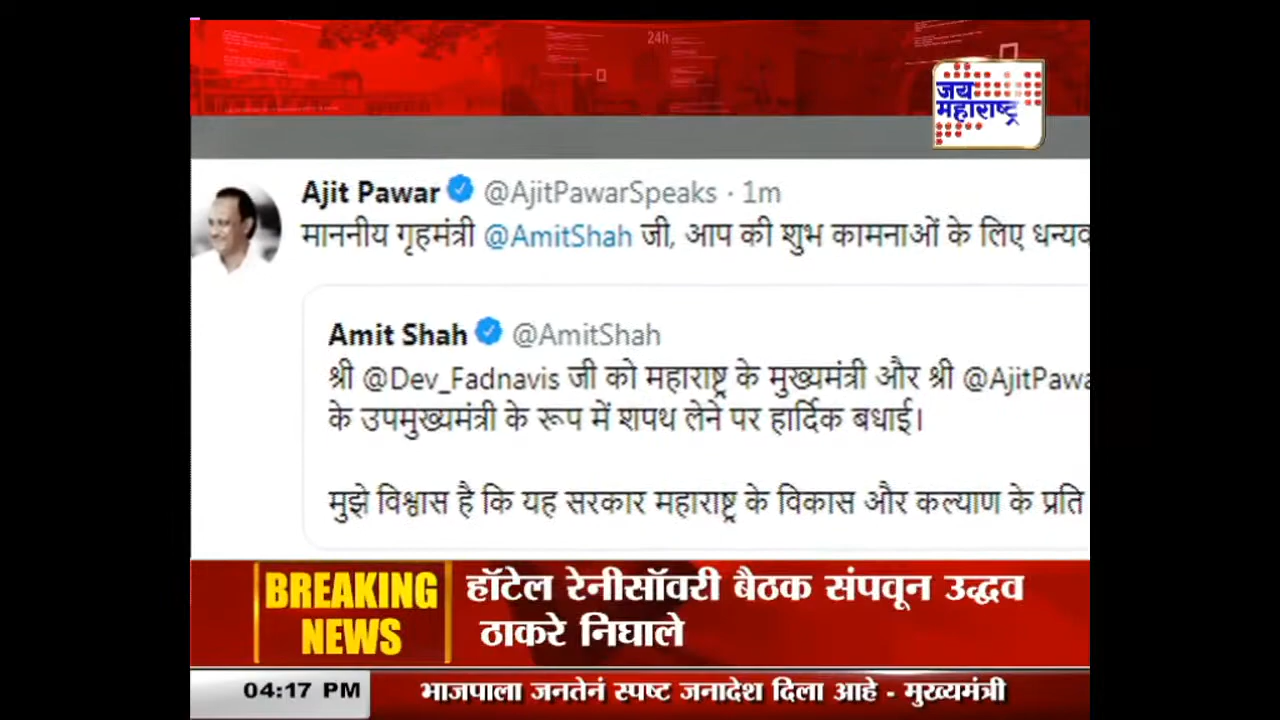 24h
जय
महाराष्ट्र
Ajit Pawar @AjitPawarSpeaks · 1m
माननीय गृहमंत्री @AmitShah जी, आप की शुभ कामनाओं के लिए
Amit Shah @AmitShah
श्री @Dev_Fadnavis जी को महाराष्ट्र के मुख्यमंत्री और श्री @AjitPawa
के उपमुख्यमंत्री के रूप में शपथ लेने पर हार्दिक बधाई।
मुझे विश्वास है कि यह सरकार महाराष्ट्र के विकास और कल्याण के प्रति
BREAKING
NEWS
हॉटेल रेनीसॉवरी बैठक संपवून उद्धव
ठाकरे निघाले
04:17 PM
भाजपाला जनतेनं स्पष्ट जनादेश दिला आहे - मुख्यमंत्री